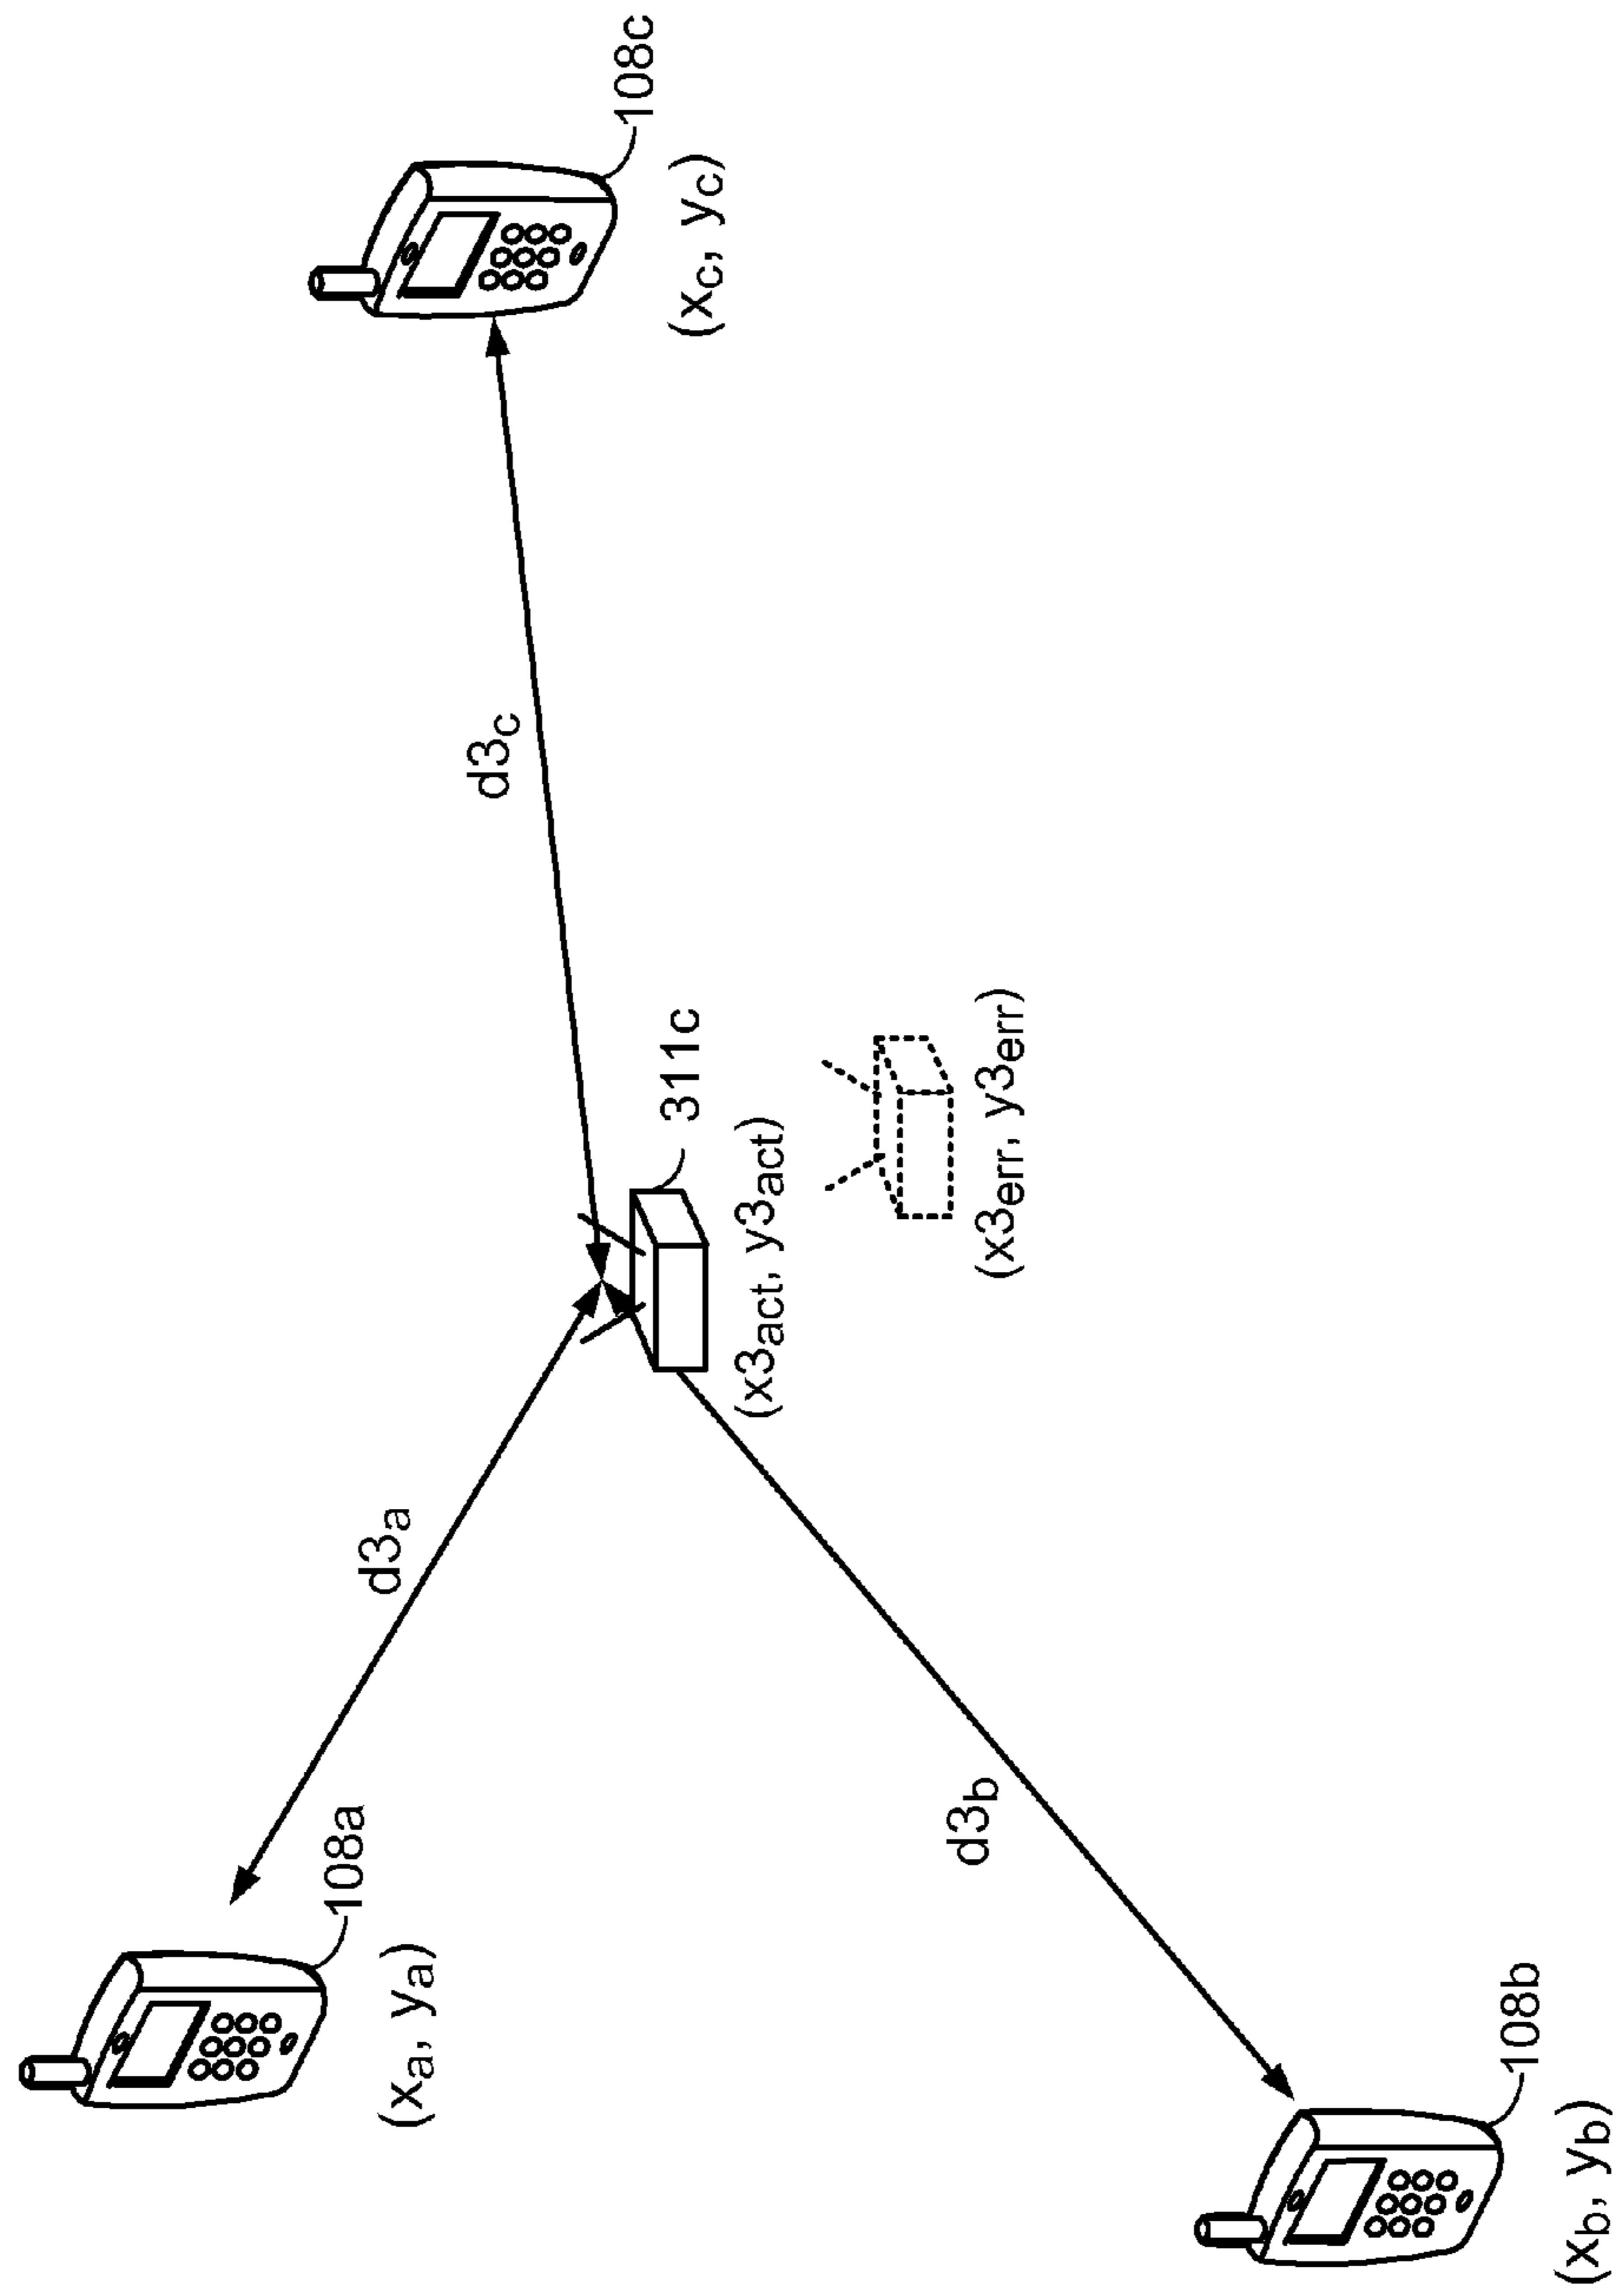 108a
(xa, ya)
d3a
108c
(xc, yc)
d3c
311c
(x3act, y3act)
(x3err, y3err)
d3b
108b
(xb, yb)